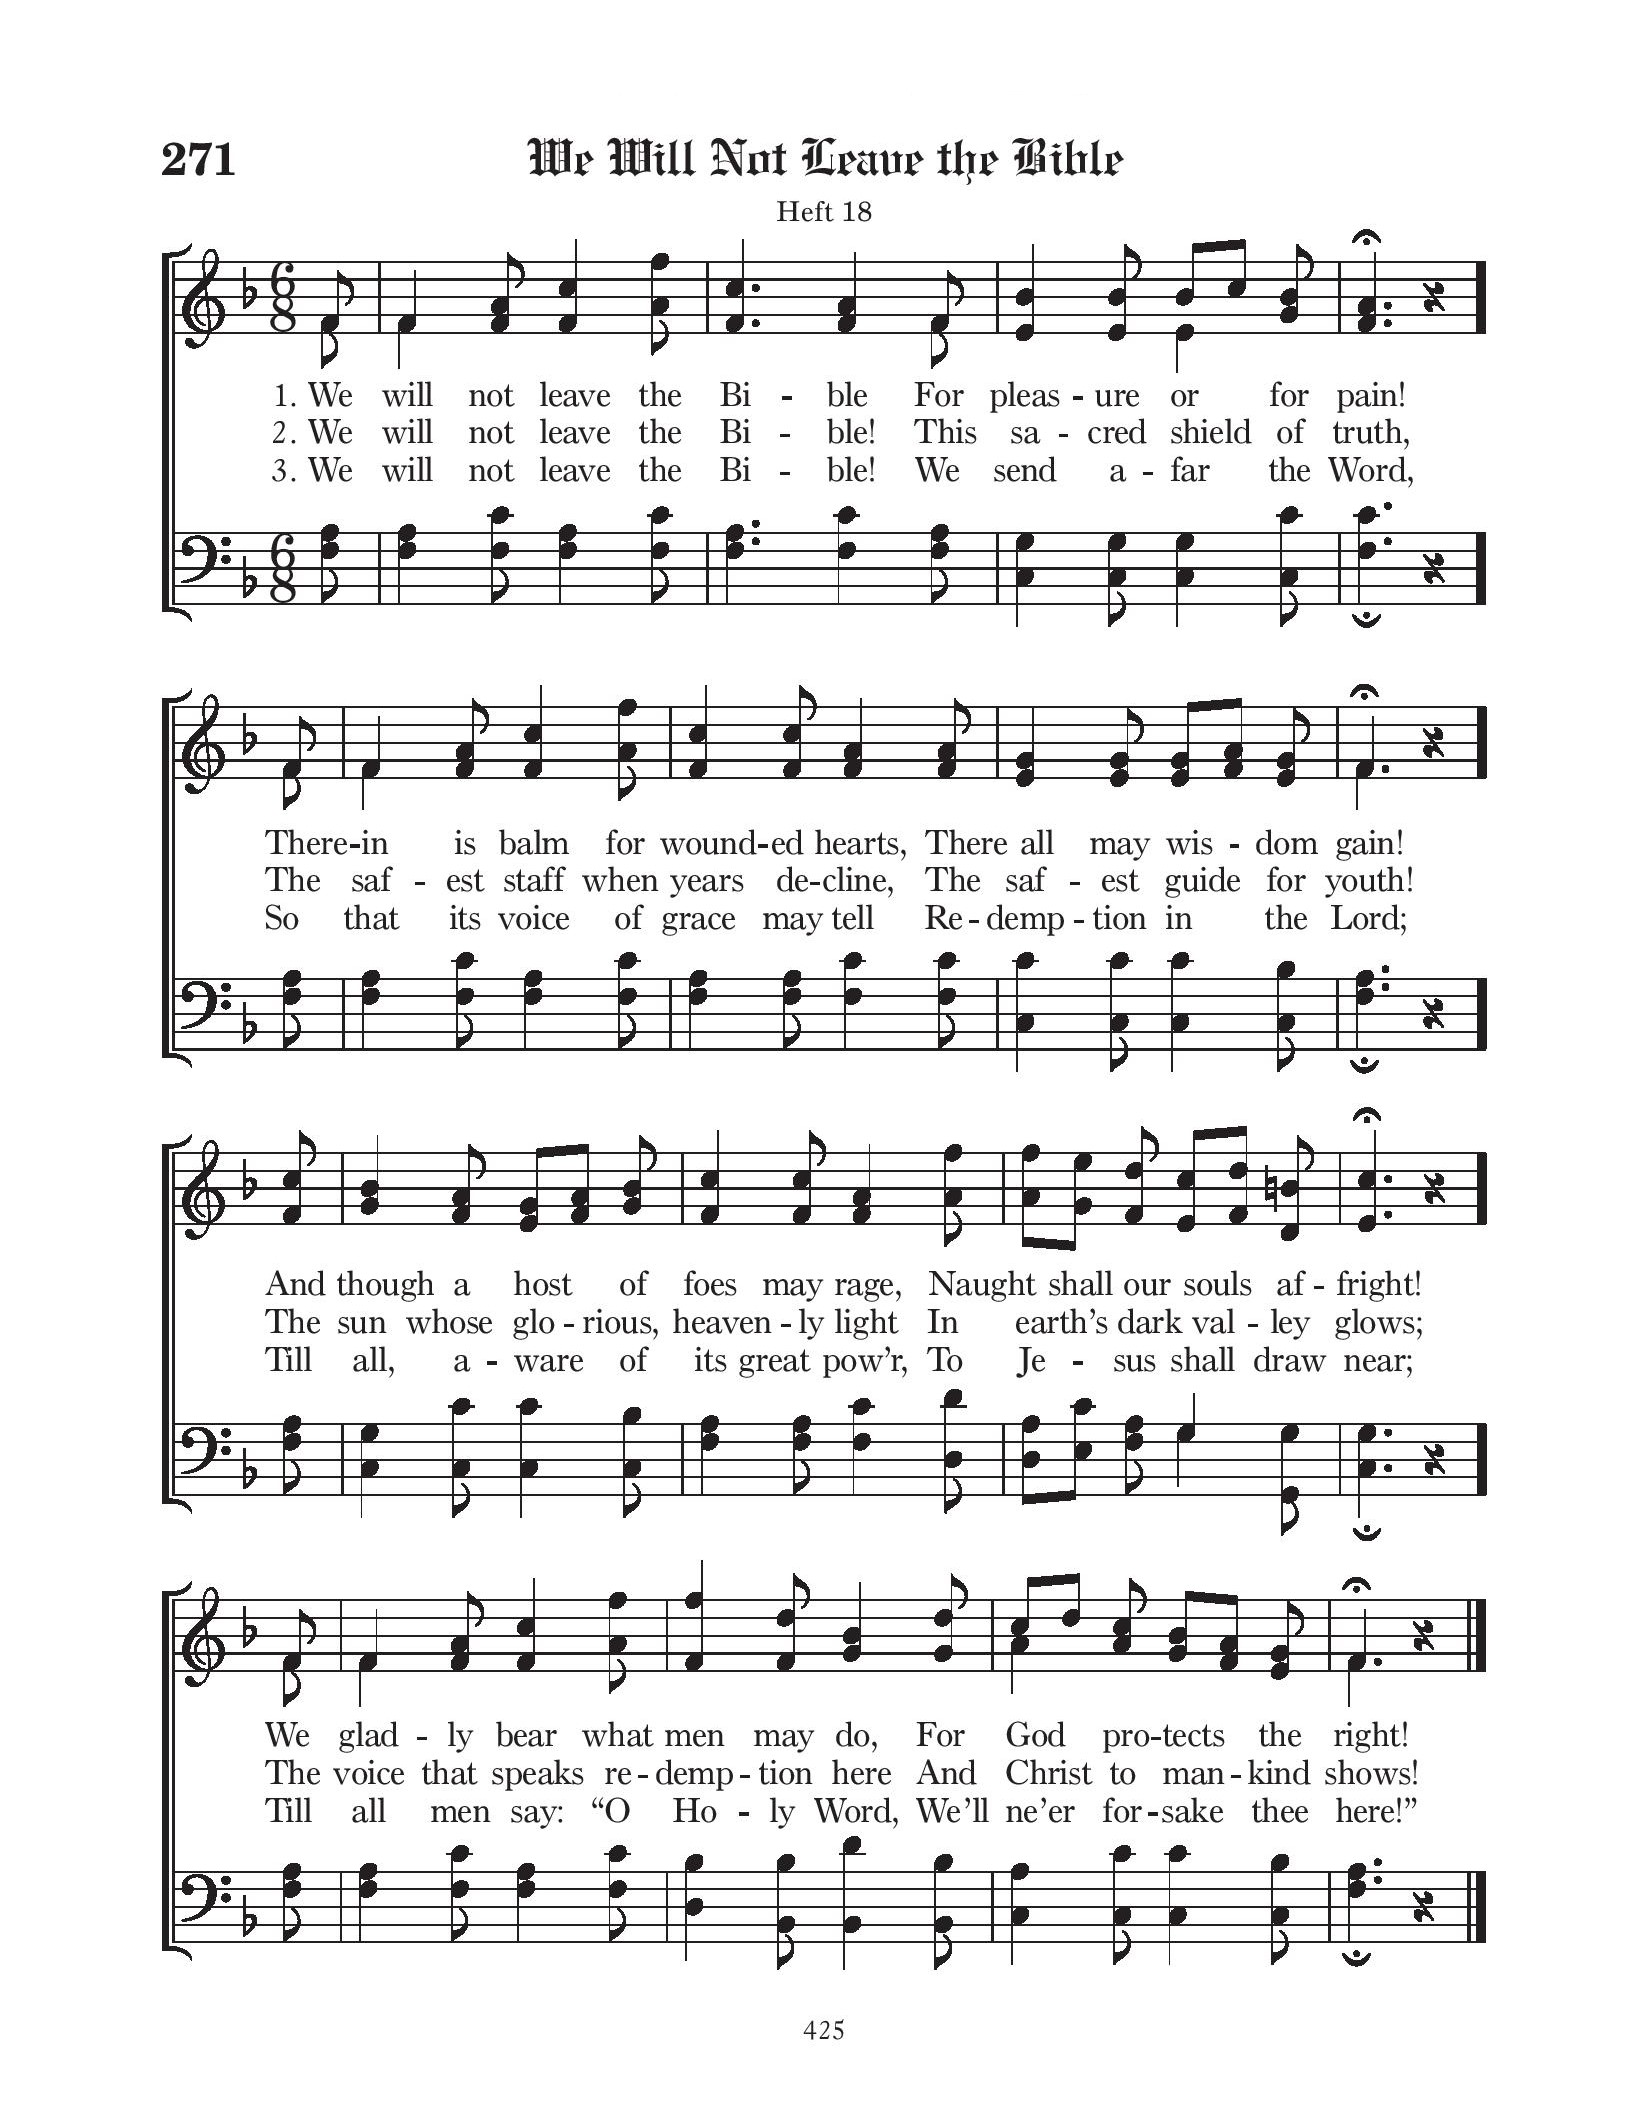 271 We Will Not Leave the Bible
Heft 18
1. We will not leave the Bi - ble For pleas - ure or for pain!
2. We will not leave the Bi - ble! This sa - cred shield of truth,
3. We will not leave the Bi - ble! We send a - far the Word,
There-in is balm for wound-ed hearts, There all may wis - dom gain!
The saf - est staff when years de-cline, The saf - est guide for youth!
So that its voice of grace may tell Re - demp - tion in the Lord;
And though a host of foes may rage, Naught shall our souls af - fright!
The sun whose glo - rious, heaven - ly light In earth’s dark val - ley glows;
Till all, a - ware of its great pow’r, To Je - sus shall draw near;
We glad - ly bear what men may do, For God pro-tects the right!
The voice that speaks re - demp - tion here And Christ to man - kind shows!
Till all men say: “O Ho - ly Word, We’ll ne’er for-sake thee here!”
425